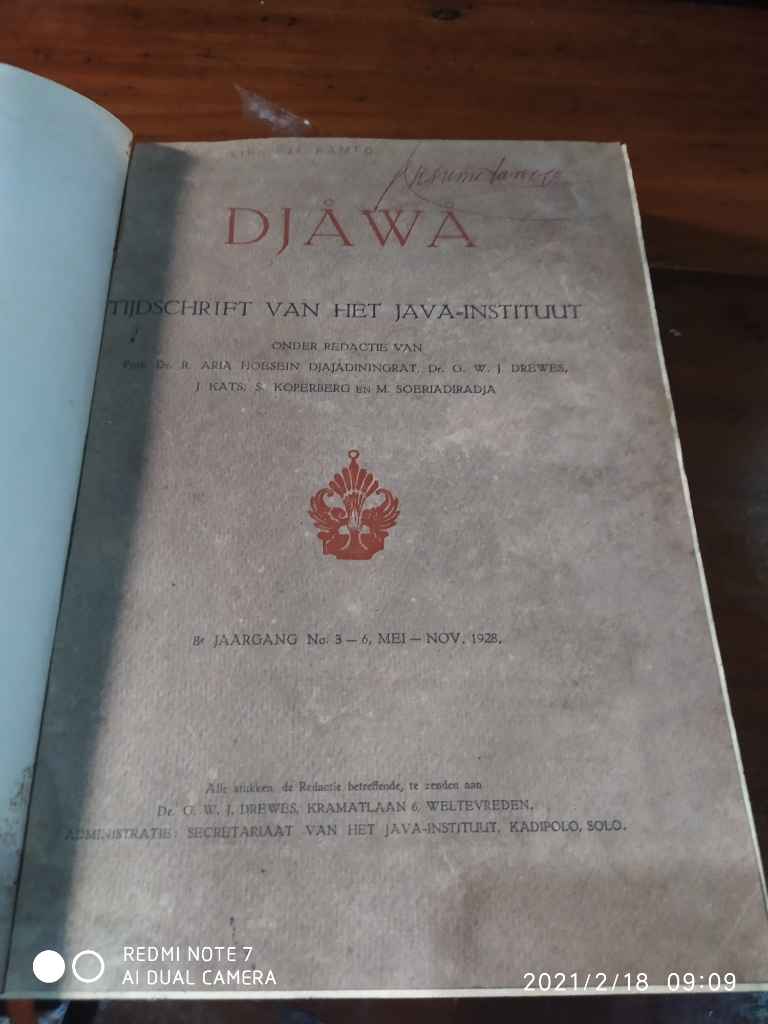 DJÅWÅ
TIJDSCHRIFT VAN HET JAVA-INSTITUUT
ONDER REDACTIE VAN
Prof. Dr. R. ARIA HOESEIN DJAJADININGRAT, Dr. G. W. J. DREWES,
J. KATS, S. KOPERBERG EN M. SOERIADIRADJA
8e JAARGANG No. 3 — 6, MEI — NOV. 1928.
Alle stukken de Redactie betreffende, te zenden aan
Dr. G. W. J. DREWES, KRAMATLAAN 6, WELTEVREDEN.
ADMINISTRATIE: SECRETARIAAT VAN HET JAVA-INSTITUUT, KADIPOLO, SOLO.
REDMI NOTE 7
AI DUAL CAMERA
2021/2/18 09:09